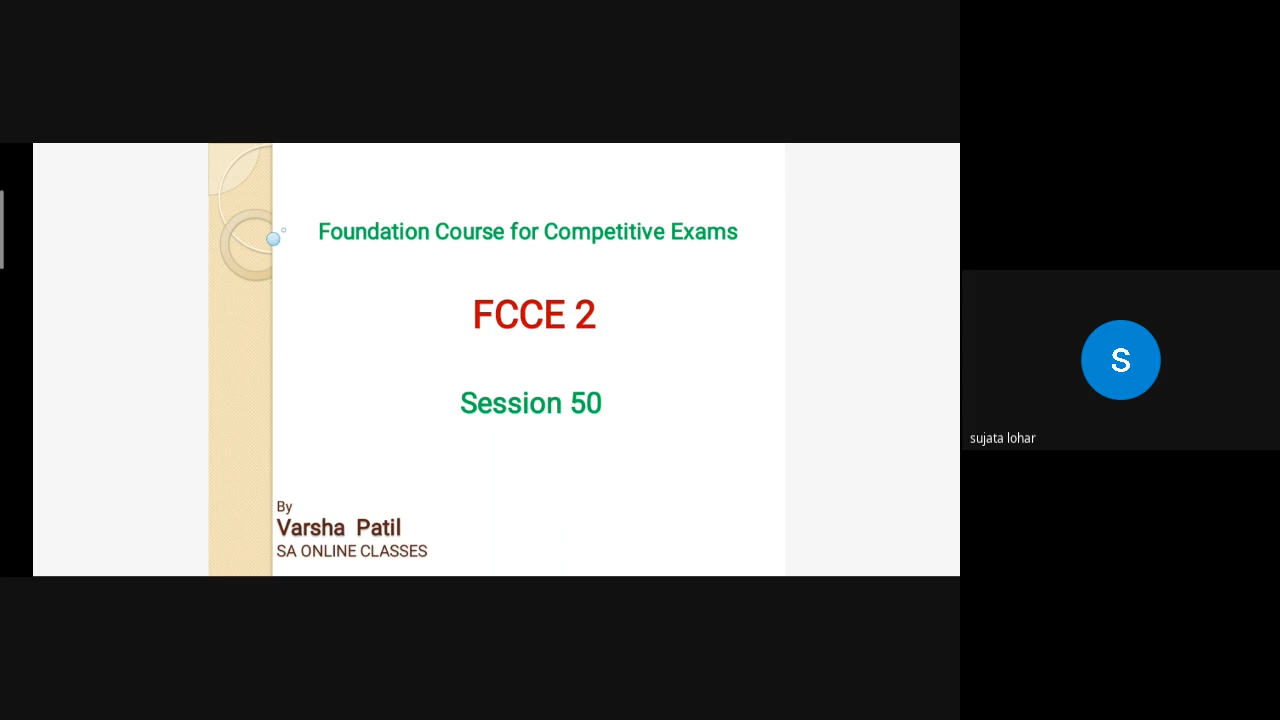 Foundation Course for Competitive Exams
FCCE 2
Session 50
By
Varsha Patil
SA ONLINE CLASSES
S
sujata lohar